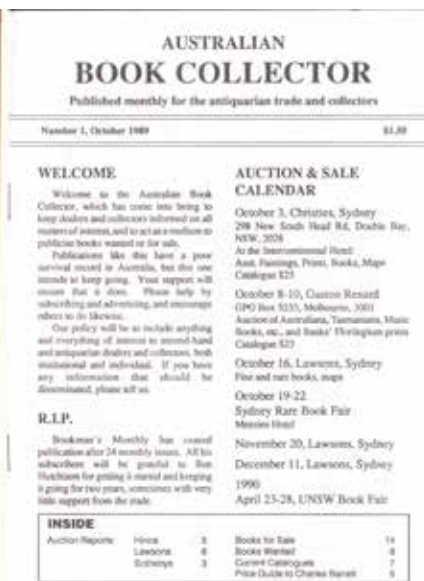 AUSTRALIAN
BOOK COLLECTOR
Published monthly for the antiquarian trade and collectors
Number 1, October 1989
WELCOME
Welcome to the Australian Book
Collector, which has come into being to
keep dealers and collectors informed on all
matters of interest, and to act as a medium to
publicise books wanted or for sale.
Publications like this have a poor
survival record in Australia, but this one
intends to keep going. Your support will
ensure that it does. Please help by
subscribing and advertising, and encourage
others to do likewise.
Our policy will be to include anything
and everything of interest to second-hand
and antiquarian dealers and collectors, both
institutional and individual. If you have
any information that should be
disseminated, please tell us.
R.I.P.
Bookman's Monthly has ceased
publication after 24 monthly issues. All his
subscribers will be grateful to
Hutchison for getting it started and keeping
it going for two years, sometimes with very
little support from the trade.
AUCTION & SALE
CALENDAR
October 3, Christies, Sydney
298 New South Head Rd, Double Bay,
NSW, 2028
At the Intercontinental Hotel:
Aust. Paintings, Prints, Books, Maps
Catalogue $25
October 8-10, Gaston Renard
GPO Box 5235, Melbourne, 3001
Auction of Australiana, Tasmaniana, Music
Books, etc., and Banks' Florilegium prints
Catalogue $25
October 16, Lawsons, Sydney
Fine and rare books, maps
October 19-22
Sydney Rare Book Fair
Menzies Hotel
November 20, Lawsons, Sydney
December 11, Lawsons, Sydney
1990
April 23-28, UNSW Book Fair
INSIDE
Auction Reports: Hince 5
Lawsons 6
Sothebys 3
Books for Sale 14
Books Wanted
Current Catalogues 7
Price Guide to Charles Barrett